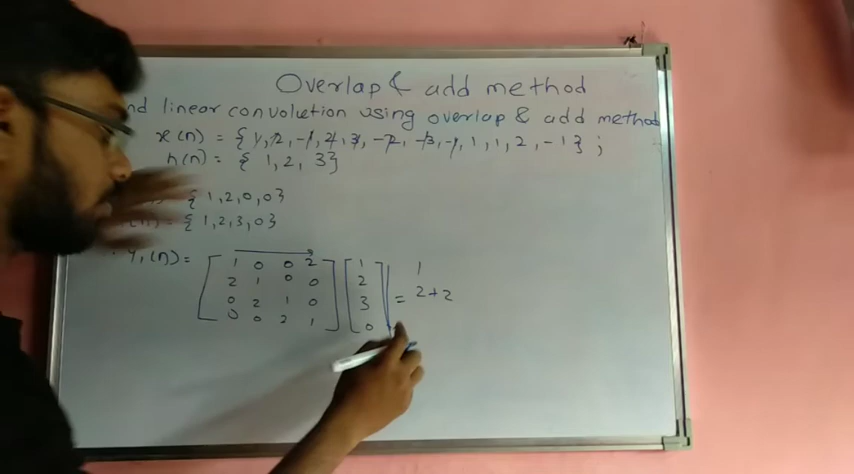 Overlap & add method
nd linear convolution using overlap & add method
x(n) = {1, 2, -1, 2, 3, -2, -3, -1, 1, 1, 2, -1} ;
h(n) = { 1, 2, 3}
{ 1, 2, 0, 0}
(n) = { 1, 2, 3, 0}
Y₁(n) = [ 1 0 0 2 ] [ 1 ] 1
2 1 0 0 2 2+2
0 2 1 0 3 =
0 0 2 1 0